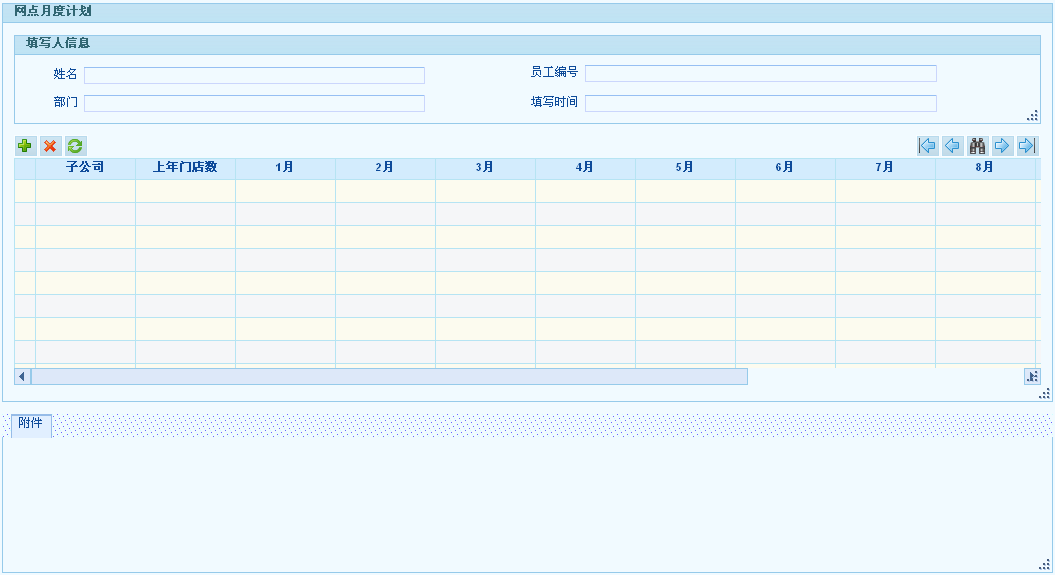 网点月度计划
填写人信息
姓名 员工编号
部门 填写时间
子公司 上年门店数 1月 2月 3月 4月 5月 6月 7月 8月
附件